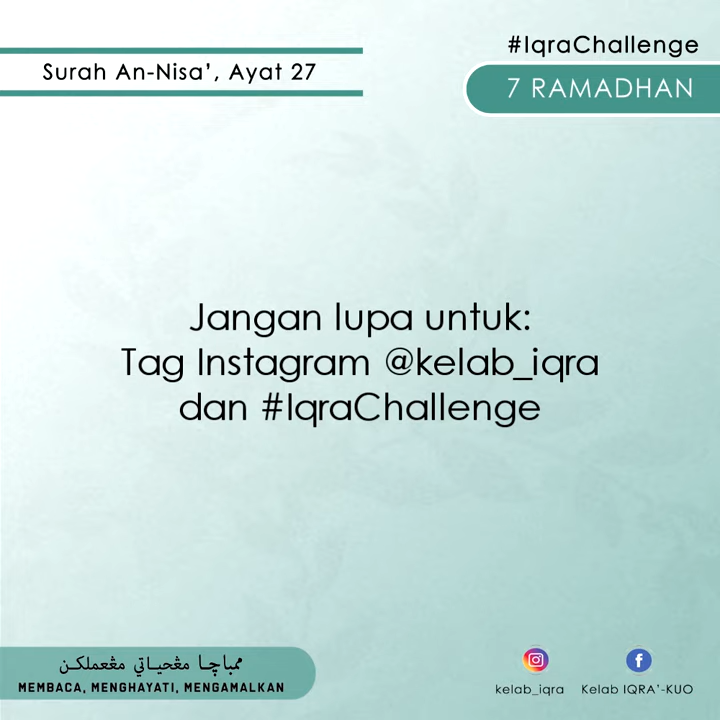 #IqraChallenge
Surah An-Nisa’, Ayat 27
7 RAMADHAN
Jangan lupa untuk:
Tag Instagram @kelab_iqra
dan #IqraChallenge
ممباچا مڠحياتي مڠعملكن
MEMBACA, MENGHAYATI, MENGAMALKAN
kelab_iqra
Kelab IQRA’-KUO